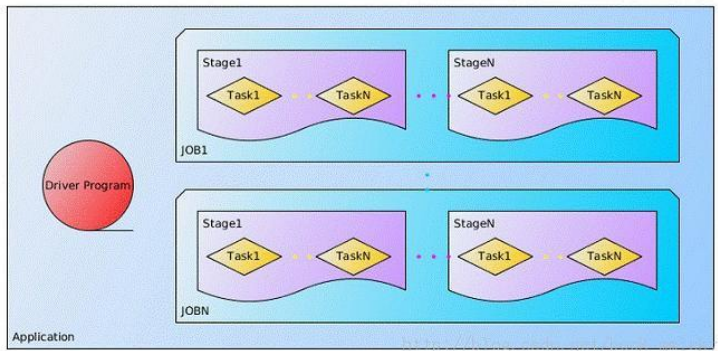 Stage1
Task1
TaskN
StageN
Task1
TaskN
JOB1
Driver Program
Stage1
Task1
TaskN
StageN
Task1
TaskN
JOBN
Application